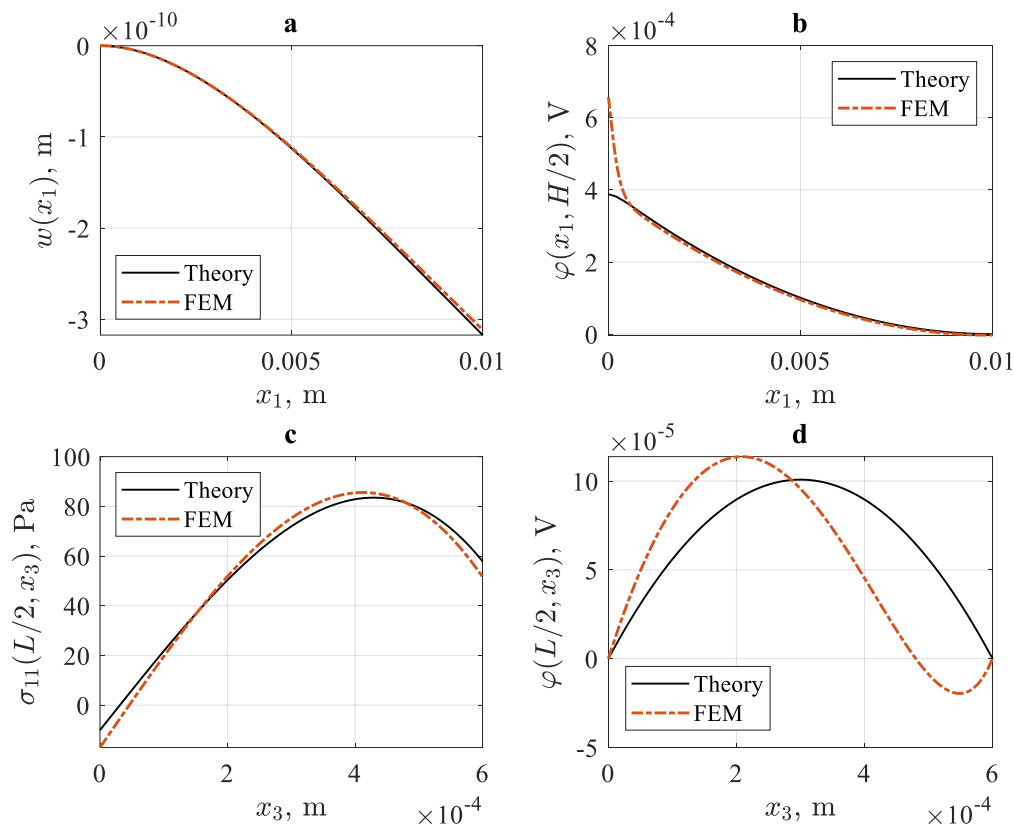 a
×10⁻¹⁰
0
-1
-2
-3
w(x₁), m
Theory
FEM
0
0.005
0.01
x₁, m
b
×10⁻⁴
8
6
4
2
0
φ(x₁, H/2), V
Theory
FEM
0
0.005
0.01
x₁, m
c
100
80
60
40
20
0
σ₁₁(L/2, x₃), Pa
Theory
FEM
0
2
4
6
x₃, m
×10⁻⁴
d
×10⁻⁵
10
5
0
-5
φ(L/2, x₃), V
Theory
FEM
0
2
4
6
x₃, m
×10⁻⁴